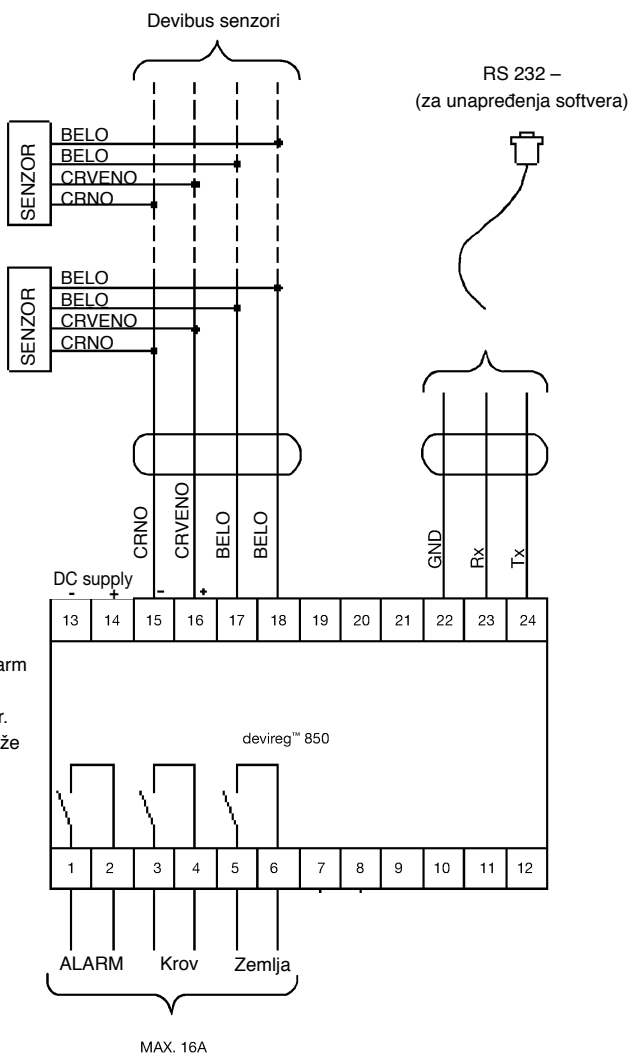 Devibus senzori
RS 232 –
(za unapređenja softvera)
SENZOR
BELO
BELO
CRVENO
CRNO
SENZOR
BELO
BELO
CRVENO
CRNO
CRNO
CRVENO
BELO
BELO
GND
Rx
Tx
DC supply
- + - +
13 14 15 16 17 18 19 20 21 22 23 24
arm
r.
že
devireg™ 850
1 2 3 4 5 6 7 8 9 10 11 12
ALARM Krov Zemlja
MAX. 16A